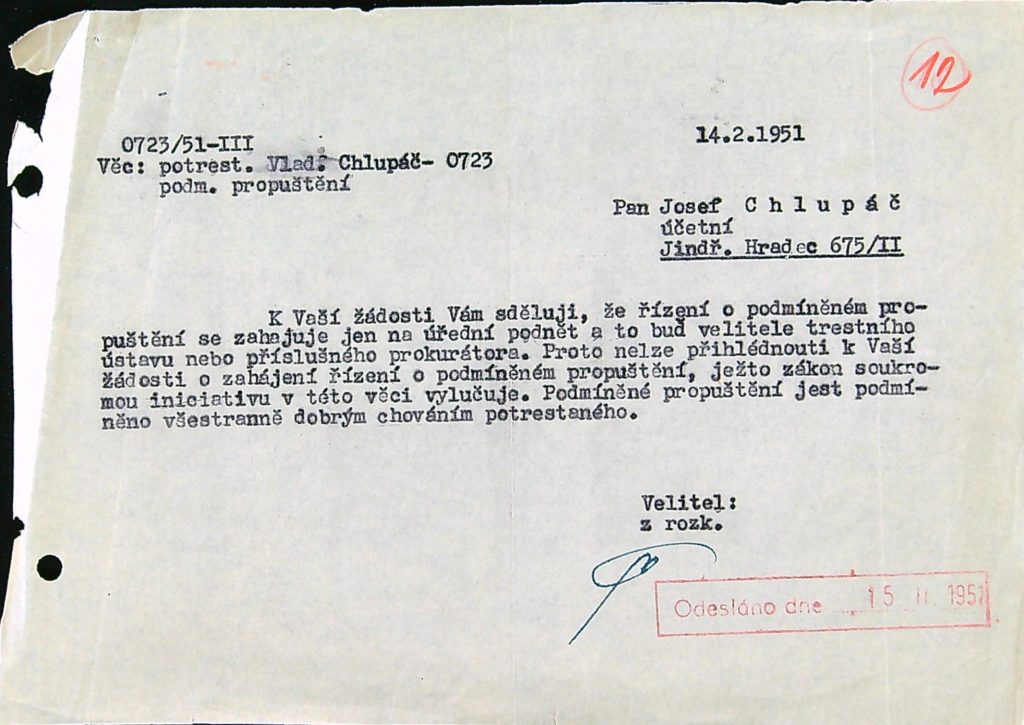 12
0723/51-III
14.2.1951
Věc: potrest. Vlad. Chlupáč- 0723
podm. propuštění
Pan Josef C h l u p á č
účetní
Jindř. Hradec 675/II
K Vaší žádosti Vám sděluji, že řízení o podmíněném pro-
puštění se zahajuje jen na úřední podnět a to buď velitele trestního
ústavu nebo příslušného prokurátora. Proto nelze přihlédnouti k Vaší
žádosti o zahájení řízení o podmíněném propuštění, ježto zákon soukro-
mou iniciativu v této věci vylučuje. Podmíněné propuštění jest podmí-
něno všestranně dobrým chováním potrestaného.
Velitel:
z rozk.
Odesláno dne 15 II 1951